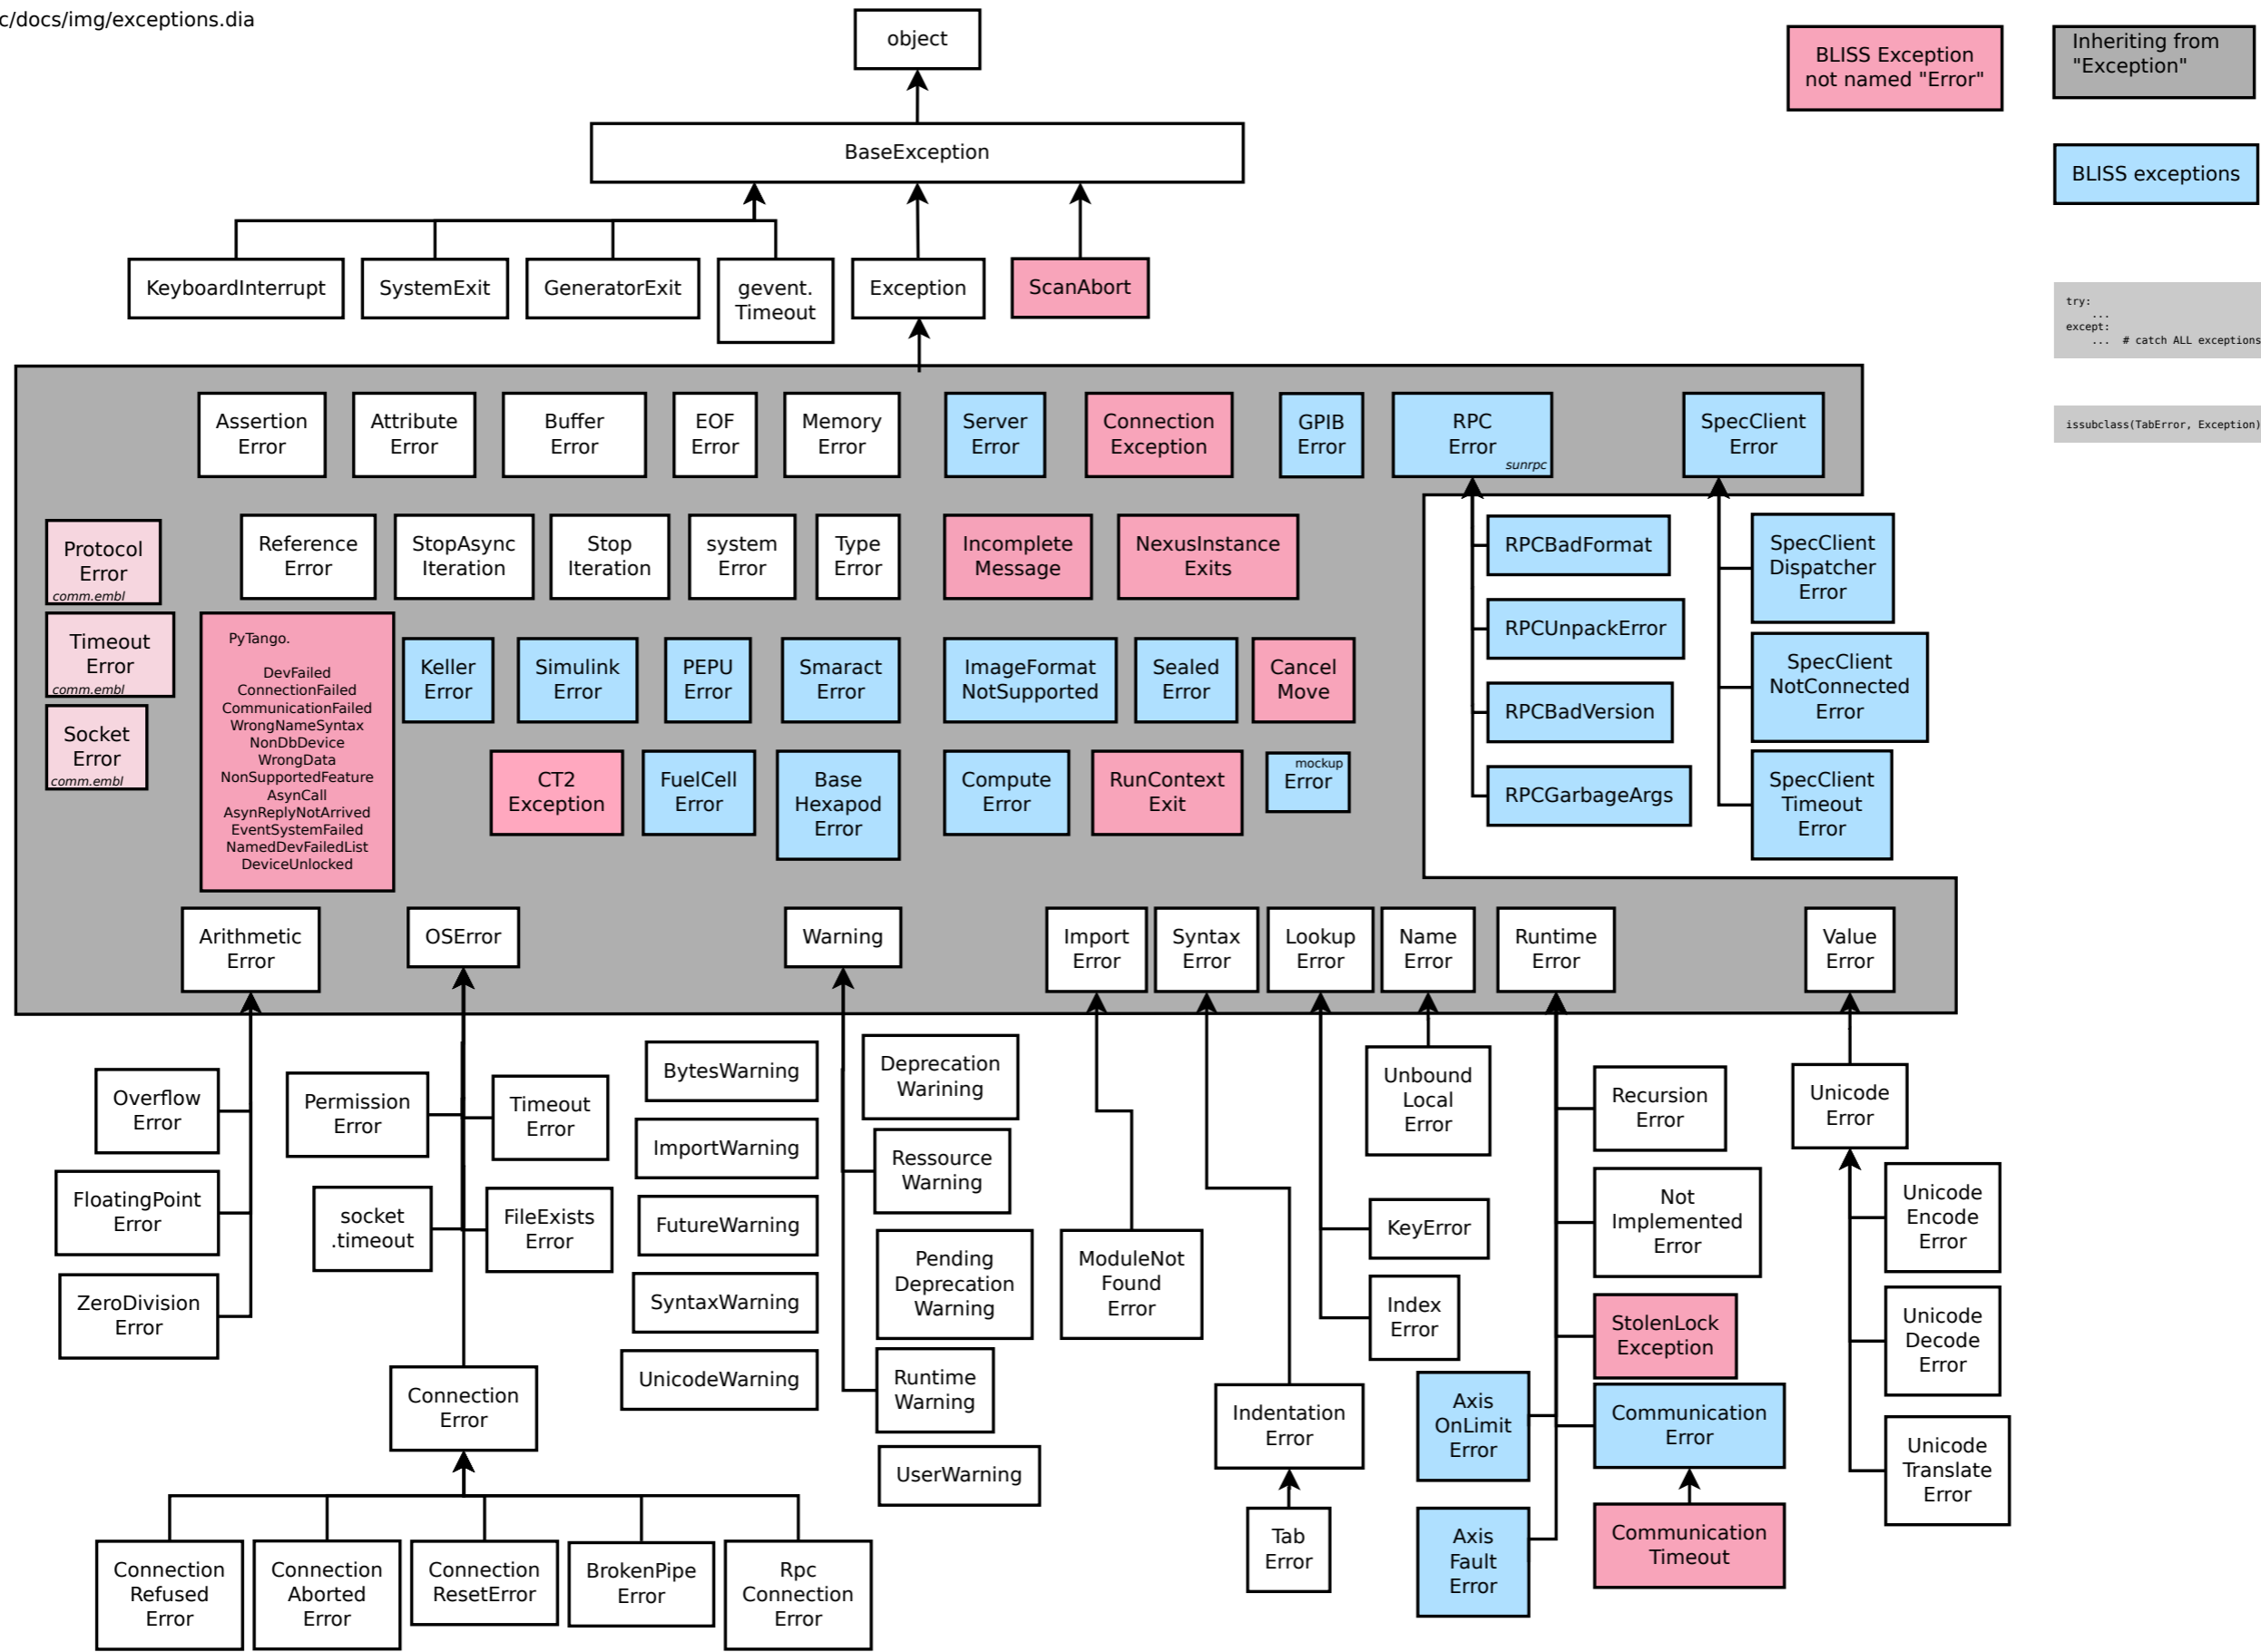 c/docs/img/exceptions.dia
object
BLISS Exception
not named "Error"
Inheriting from
"Exception"
BaseException
BLISS exceptions
KeyboardInterrupt
SystemExit
GeneratorExit
gevent.
Timeout
Exception
ScanAbort
try:
...
except:
... # catch ALL exceptions
issubclass(TabError, Exception)
Assertion
Error
Attribute
Error
Buffer
Error
EOF
Error
Memory
Error
Server
Error
Connection
Exception
GPIB
Error
RPC
Error
sunrpc
SpecClient
Error
Protocol
Error
comm.embl
Reference
Error
StopAsync
Iteration
Stop
Iteration
system
Error
Type
Error
Incomplete
Message
NexusInstance
Exits
RPCBadFormat
SpecClient
Dispatcher
Error
Timeout
Error
comm.embl
PyTango.
DevFailed
ConnectionFailed
CommunicationFailed
WrongNameSyntax
NonDbDevice
WrongData
NonSupportedFeature
AsynCall
AsynReplyNotArrived
EventSystemFailed
NamedDevFailedList
DeviceUnlocked
Keller
Error
Simulink
Error
PEPU
Error
Smaract
Error
ImageFormat
NotSupported
Sealed
Error
Cancel
Move
RPCUnpackError
SpecClient
NotConnected
Error
Socket
Error
comm.embl
RPCBadVersion
CT2
Exception
FuelCell
Error
Base
Hexapod
Error
Compute
Error
RunContext
Exit
mockup
Error
RPCGarbageArgs
SpecClient
Timeout
Error
Arithmetic
Error
OSError
Warning
Import
Error
Syntax
Error
Lookup
Error
Name
Error
Runtime
Error
Value
Error
Overflow
Error
Permission
Error
Timeout
Error
BytesWarning
Deprecation
Warining
Unbound
Local
Error
Recursion
Error
Unicode
Error
FloatingPoint
Error
socket
.timeout
FileExists
Error
ImportWarning
Ressource
Warning
FutureWarning
Pending
Deprecation
Warning
ModuleNot
Found
Error
KeyError
Not
Implemented
Error
Unicode
Encode
Error
ZeroDivision
Error
SyntaxWarning
Index
Error
StolenLock
Exception
Unicode
Decode
Error
Connection
Error
UnicodeWarning
Runtime
Warning
Indentation
Error
Axis
OnLimit
Error
Communication
Error
Unicode
Translate
Error
UserWarning
Connection
Refused
Error
Connection
Aborted
Error
Connection
ResetError
BrokenPipe
Error
Rpc
Connection
Error
Tab
Error
Axis
Fault
Error
Communication
Timeout